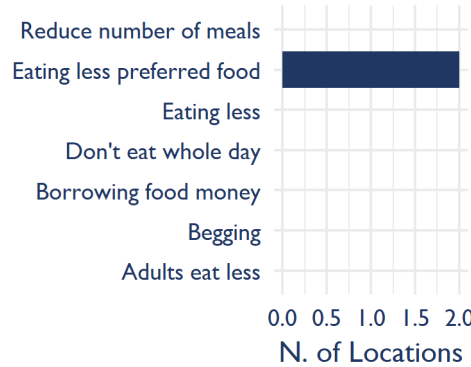 Reduce number of meals
Eating less preferred food
Eating less
Don't eat whole day
Borrowing food money
Begging
Adults eat less
0.0 0.5 1.0 1.5 2.0
N. of Locations